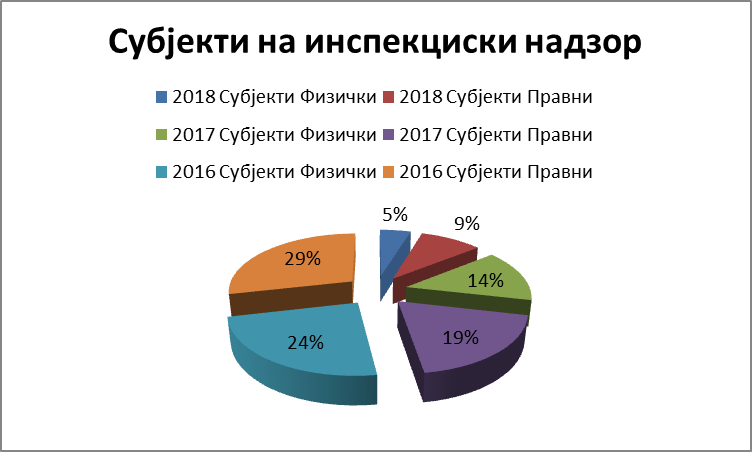 Субјекти на инспекциски надзор
2018 Субјекти Физички 2018 Субјекти Правни
2017 Субјекти Физички 2017 Субјекти Правни
2016 Субјекти Физички 2016 Субјекти Правни
5%
9%
29%
14%
24%
19%